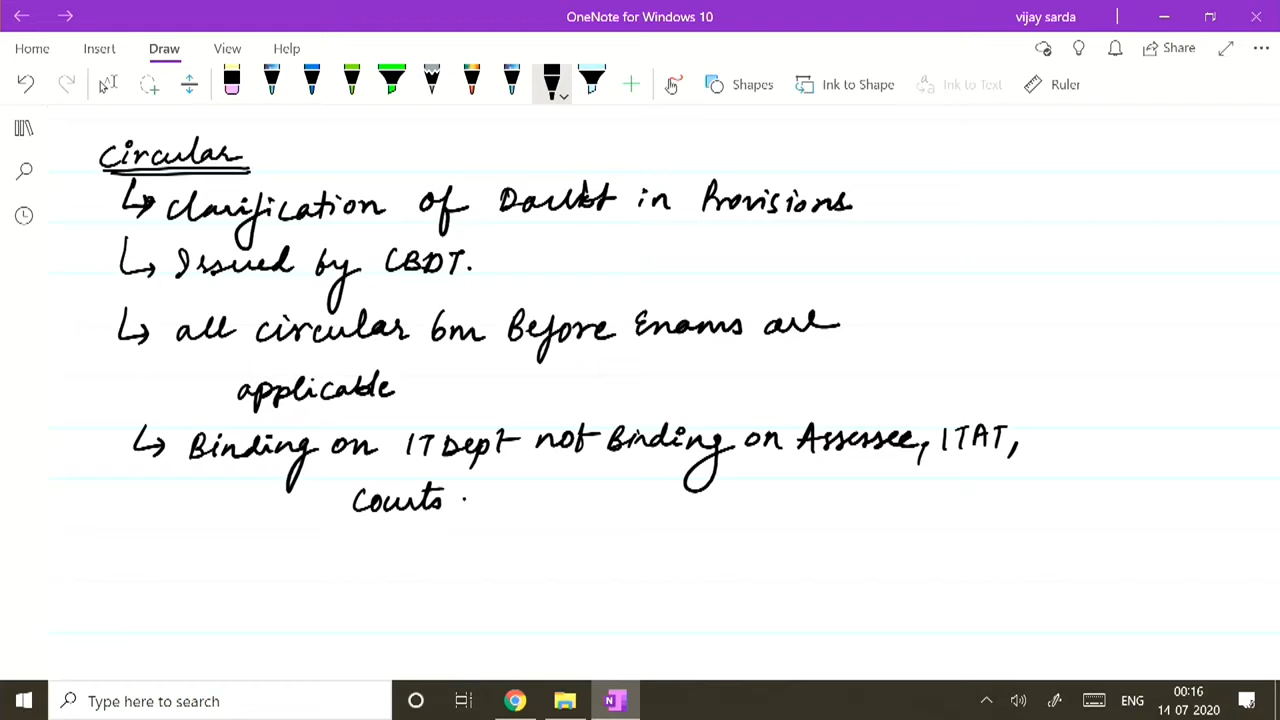 OneNote for Windows 10
vijay sarda
Home Insert Draw View Help
Share
Shapes Ink to Shape Ink to Text Ruler
Circular
↳ Clarification of Doubt in Provisions
↳ Issued by CBDT.
↳ all circular 6m Before Exams are
applicable
↳ Binding on IT Dept not Binding on Assessee, ITAT,
Courts.
Type here to search
ENG
00:16
14 07 2020